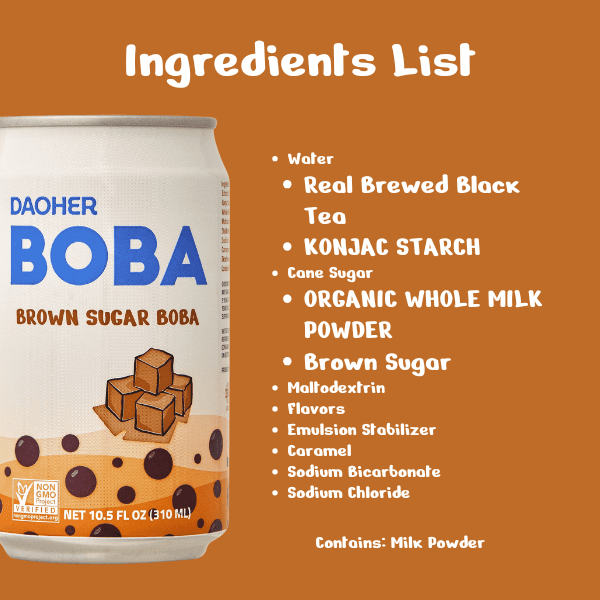 Ingredients List
Water
Real Brewed Black
Tea
KONJAC STARCH
Cane Sugar
ORGANIC WHOLE MILK
POWDER
Brown Sugar
Maltodextrin
Flavors
Emulsion Stabilizer
Caramel
Sodium Bicarbonate
Sodium Chloride
Contains: Milk Powder
DAOHER
BOBA
BROWN SUGAR BOBA
NON
GMO
Project
VERIFIED
nongmoproject.org
NET 10.5 FL OZ (310 ML)